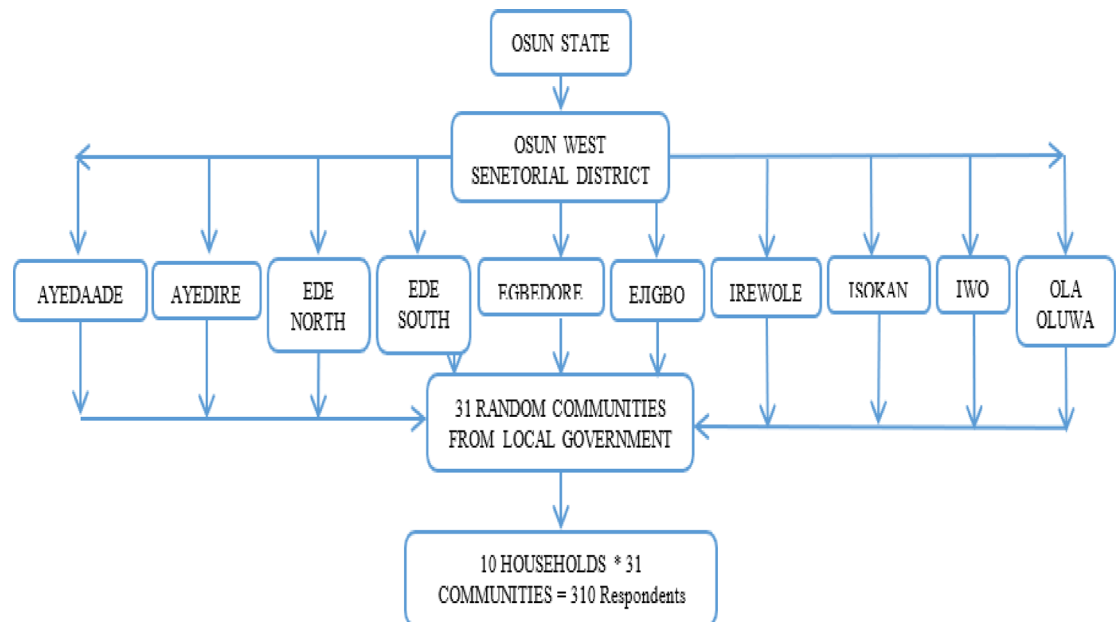 OSUN STATE
OSUN WEST
SENETORIAL DISTRICT
AYEDAADE
AYEDIRE
EDE
NORTH
EDE
SOUTH
EGBEDORE
EJIGBO
IREWOLE
ISOKAN
IWO
OLA
OLUWA
31 RANDOM COMMUNITIES
FROM LOCAL GOVERNMENT
10 HOUSEHOLDS * 31
COMMUNITIES = 310 Respondents